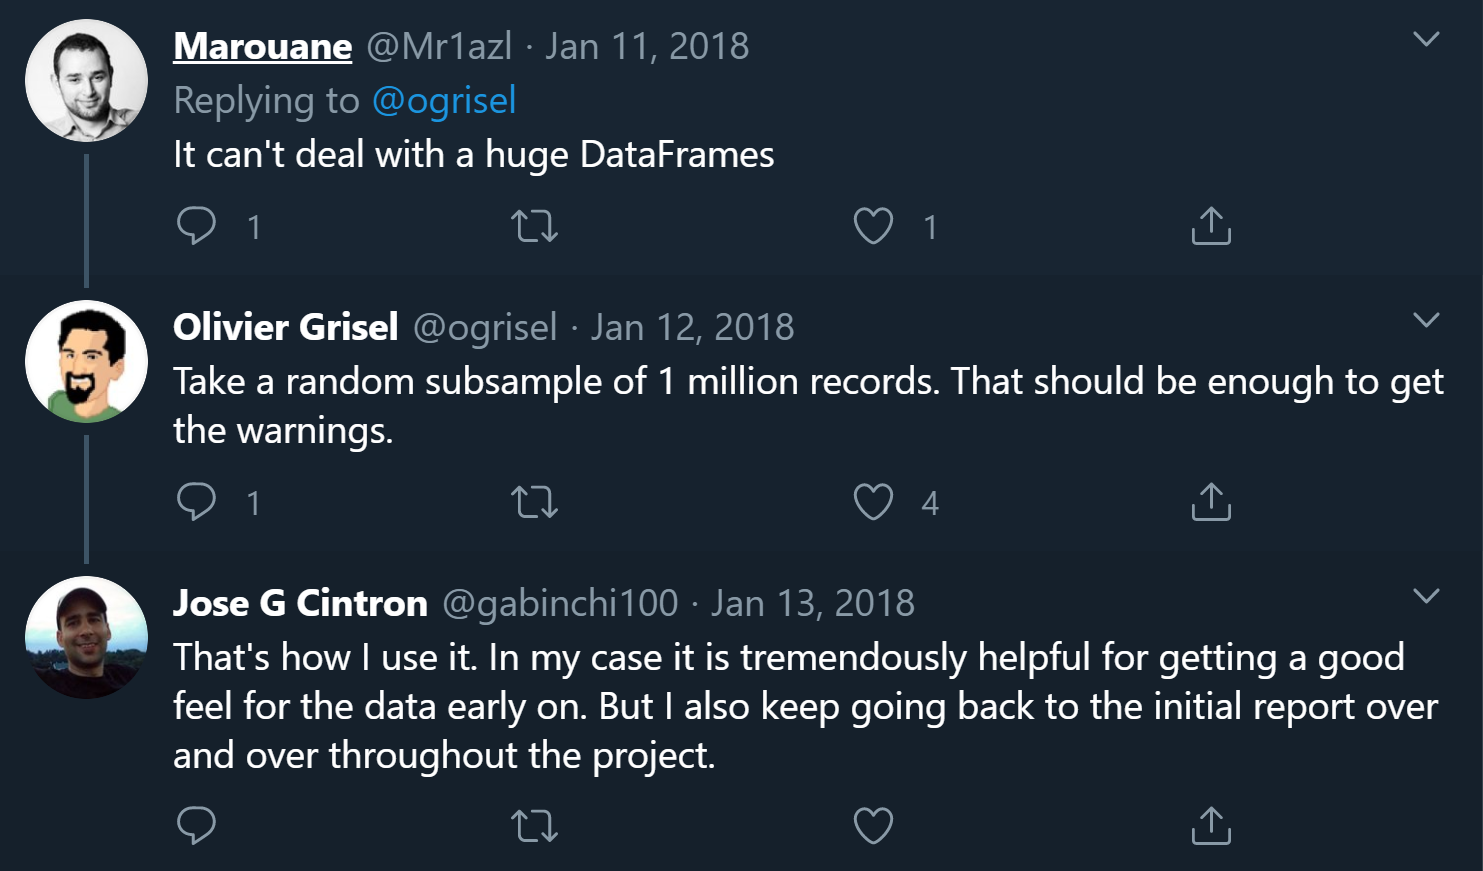 Marouane @Mr1azl · Jan 11, 2018
Replying to @ogrisel
It can't deal with a huge DataFrames
1 1
Olivier Grisel @ogrisel · Jan 12, 2018
Take a random subsample of 1 million records. That should be enough to get
the warnings.
1 4
Jose G Cintron @gabinchi100 · Jan 13, 2018
That's how I use it. In my case it is tremendously helpful for getting a good
feel for the data early on. But I also keep going back to the initial report over
and over throughout the project.